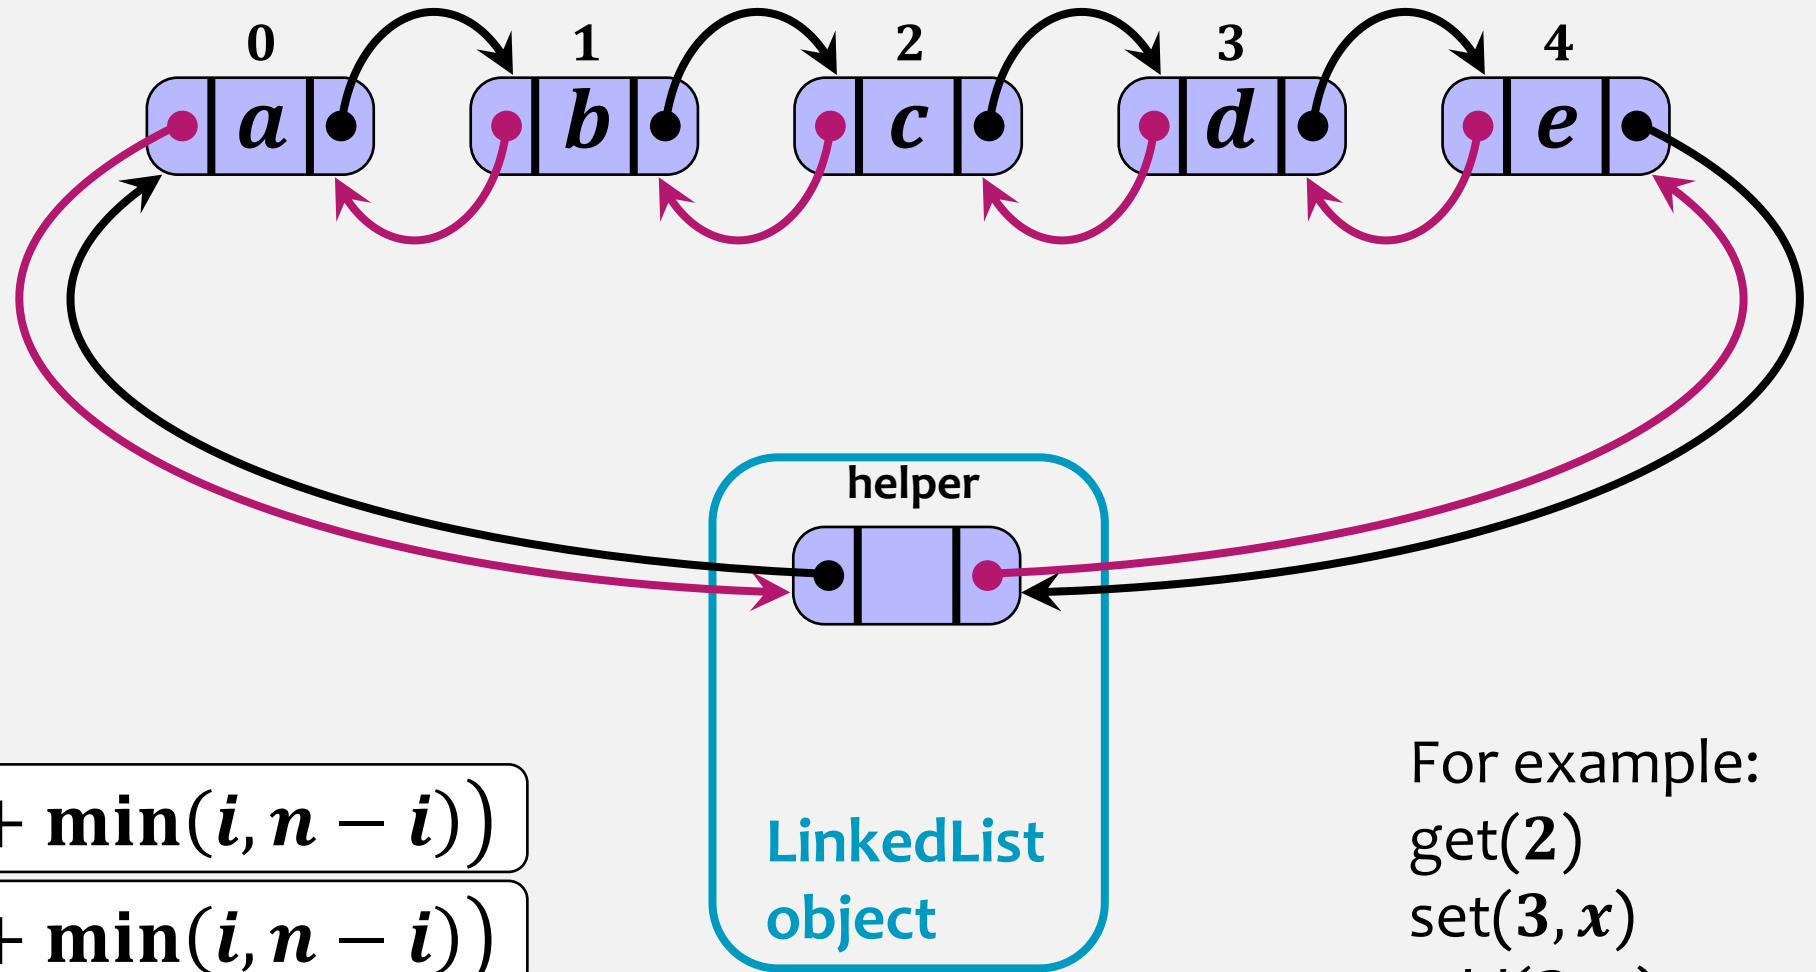 0 1 2 3 4
a b c d e
helper
+ min(i, n − i))
+ min(i, n − i))
LinkedList
object
For example:
get(2)
set(3, x)